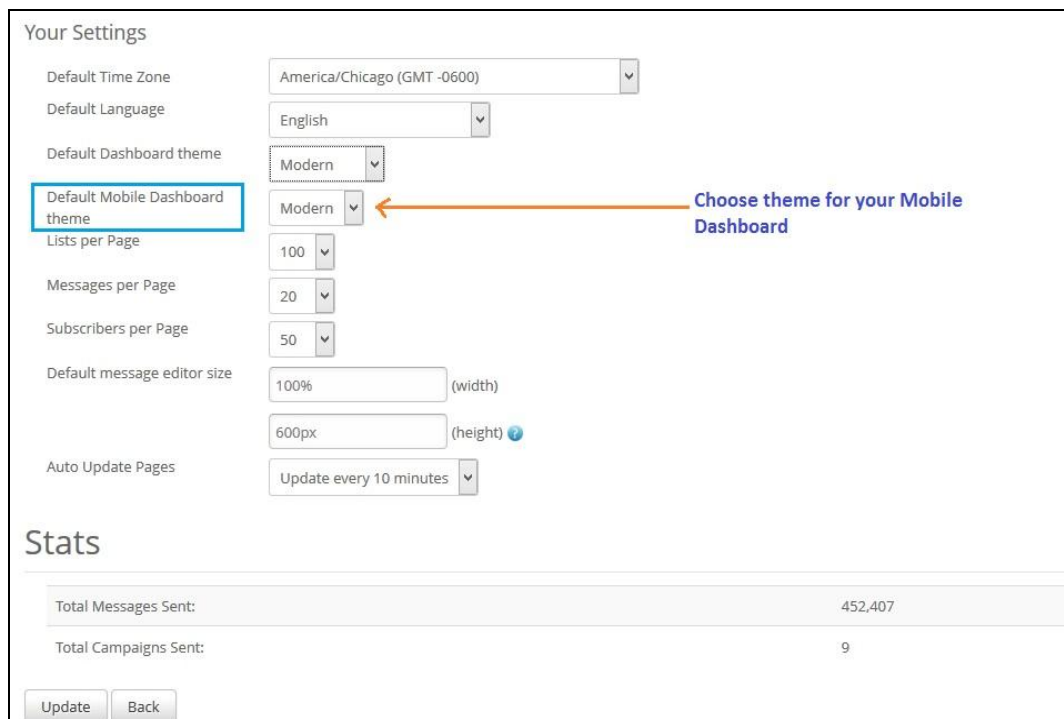 Your Settings
Default Time Zone America/Chicago (GMT -0600)
Default Language English
Default Dashboard theme Modern
Default Mobile Dashboard
theme
Modern
Choose theme for your Mobile
Dashboard
Lists per Page 100
Messages per Page 20
Subscribers per Page 50
Default message editor size 100% (width)
600px (height) ?
Auto Update Pages Update every 10 minutes
Stats
Total Messages Sent: 452,407
Total Campaigns Sent: 9
Update Back